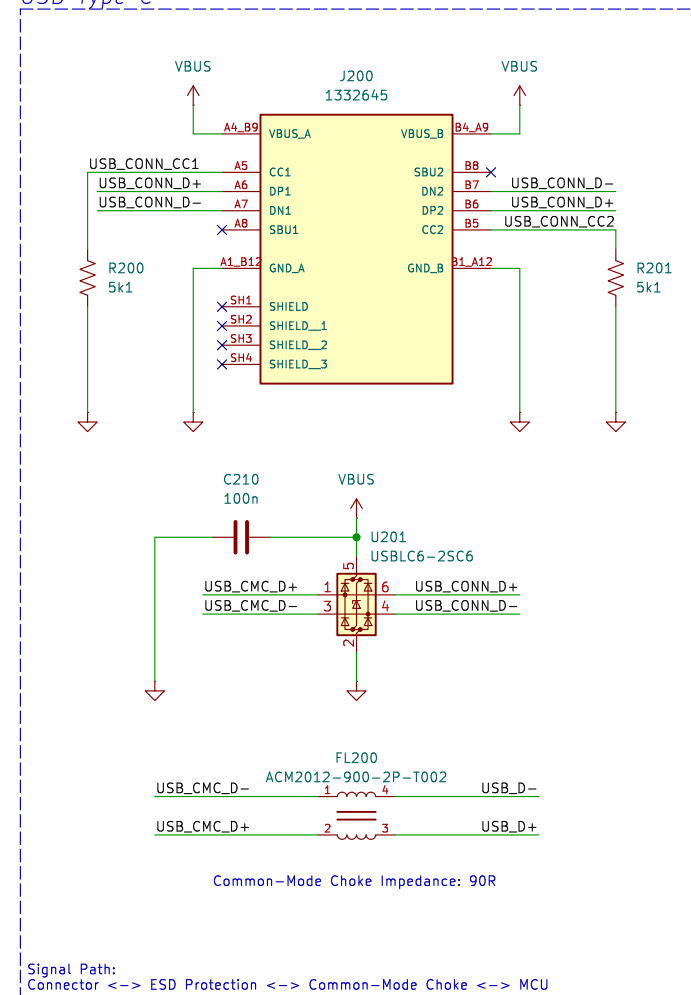 USB Type C
VBUS
VBUS
J200
1332645
A4_B9 VBUS_A VBUS_B B4_A9
USB_CONN_CC1 A5 CC1 SBU2 B8
USB_CONN_D+ A6 DP1 DN2 B7 USB_CONN_D-
USB_CONN_D- A7 DN1 DP2 B6 USB_CONN_D+
A8 SBU1 CC2 B5 USB_CONN_CC2
A1_B12 GND_A GND_B B1_A12
R200
5k1
R201
5k1
SH1 SHIELD
SH2 SHIELD__1
SH3 SHIELD__2
SH4 SHIELD__3
C210
100n
VBUS
U201
USBLC6-2SC6
5
USB_CMC_D+ 1 6 USB_CONN_D+
USB_CMC_D- 3 4 USB_CONN_D-
2
FL200
ACM2012-900-2P-T002
USB_CMC_D- 1 4 USB_D-
USB_CMC_D+ 2 3 USB_D+
Common-Mode Choke Impedance: 90R
Signal Path:
Connector <-> ESD Protection <-> Common-Mode Choke <-> MCU